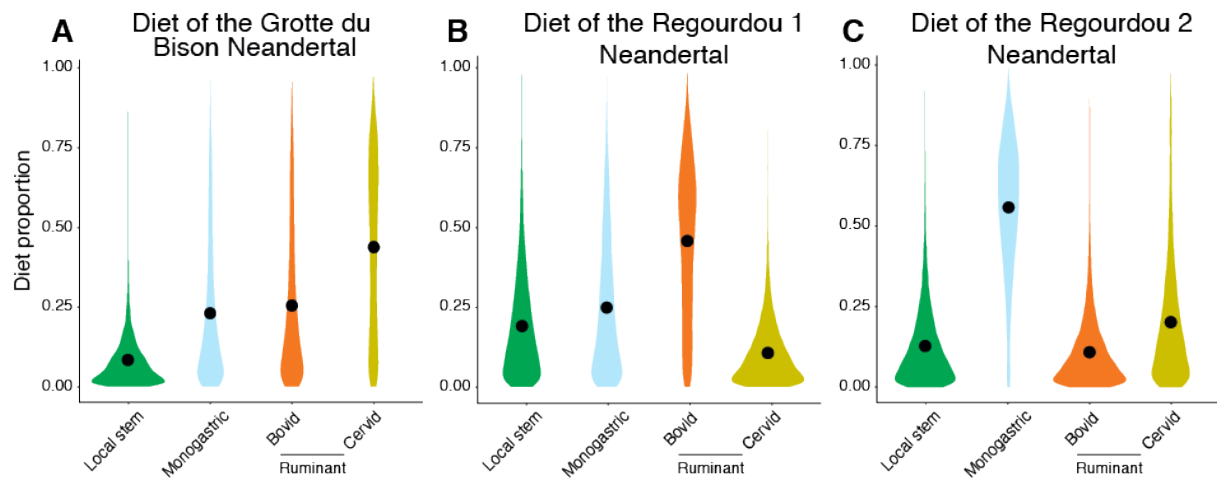 A
Diet of the Grotte du
Bison Neandertal
Diet proportion
1.00
0.75
0.50
0.25
0.00
Local stem
Monogastric
Bovid
Cervid
Ruminant
B
Diet of the Regourdou 1
Neandertal
1.00
0.75
0.50
0.25
0.00
Local stem
Monogastric
Bovid
Cervid
Ruminant
C
Diet of the Regourdou 2
Neandertal
1.00
0.75
0.50
0.25
0.00
Local stem
Monogastric
Bovid
Cervid
Ruminant